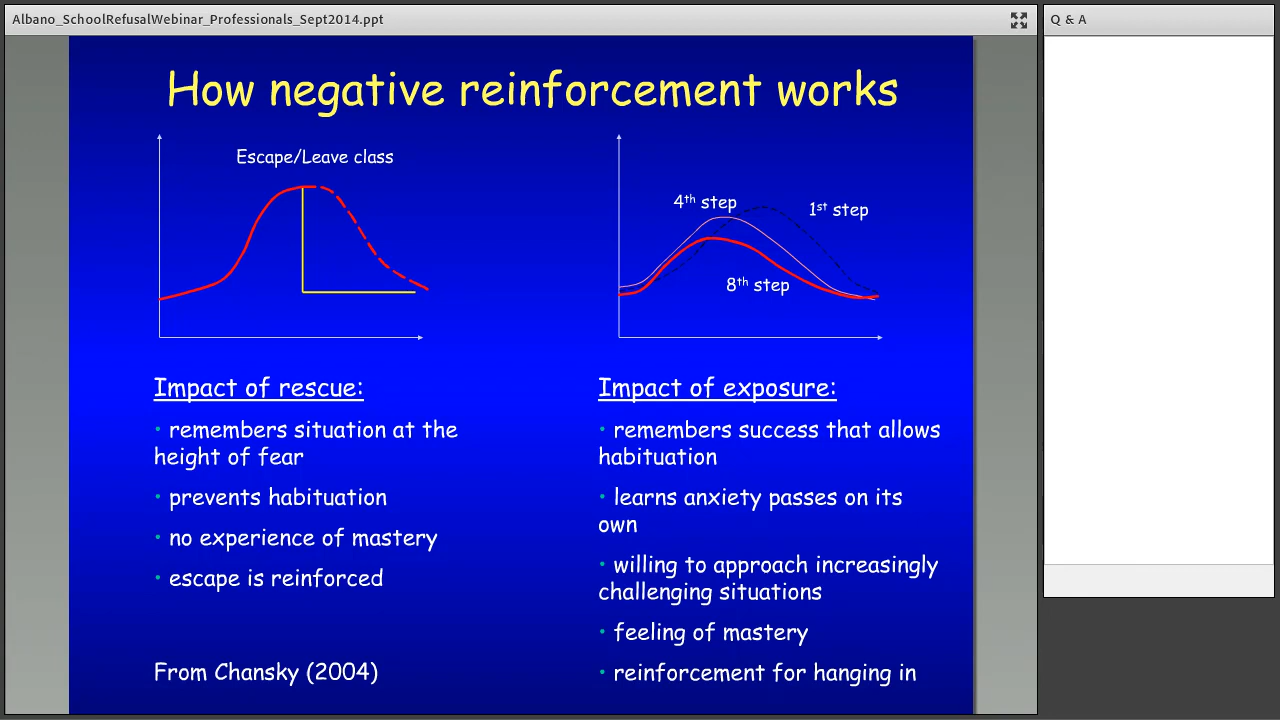 Albano_SchoolRefusalWebinar_Professionals_Sept2014.ppt
Q & A
How negative reinforcement works
Escape/Leave class
4th step
1st step
8th step
Impact of rescue:
• remembers situation at the
height of fear
• prevents habituation
• no experience of mastery
• escape is reinforced
From Chansky (2004)
Impact of exposure:
• remembers success that allows
habituation
• learns anxiety passes on its
own
• willing to approach increasingly
challenging situations
• feeling of mastery
• reinforcement for hanging in